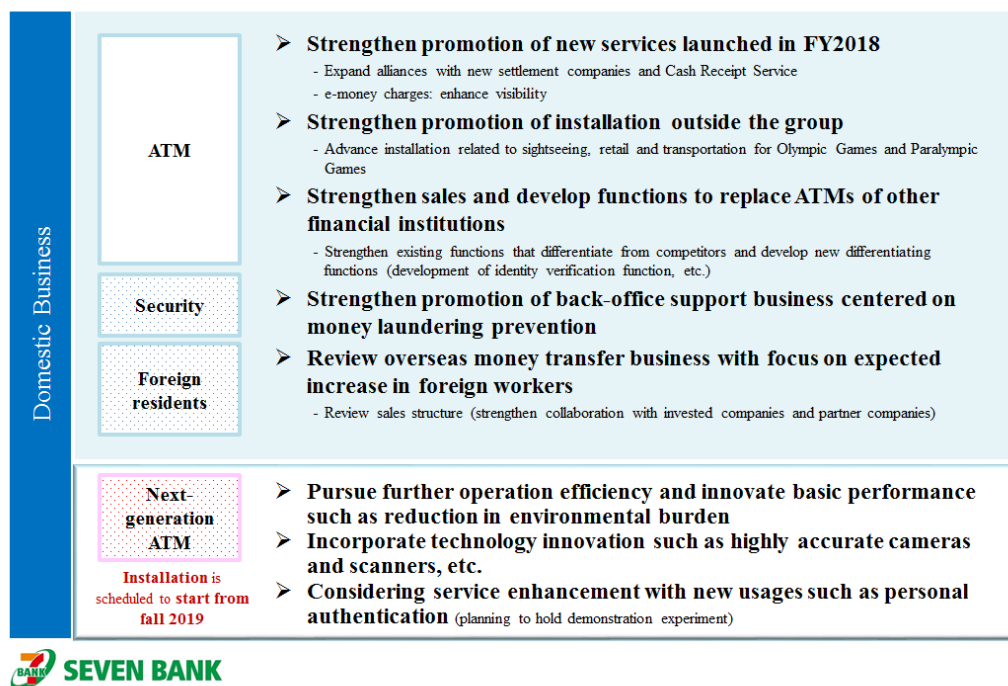 Domestic Business
ATM
➢ Strengthen promotion of new services launched in FY2018
- Expand alliances with new settlement companies and Cash Receipt Service
- e-money charges: enhance visibility
➢ Strengthen promotion of installation outside the group
- Advance installation related to sightseeing, retail and transportation for Olympic Games and Paralympic
Games
➢ Strengthen sales and develop functions to replace ATMs of other
financial institutions
- Strengthen existing functions that differentiate from competitors and develop new differentiating
functions (development of identity verification function, etc.)
Security
➢ Strengthen promotion of back-office support business centered on
money laundering prevention
Foreign
residents
➢ Review overseas money transfer business with focus on expected
increase in foreign workers
- Review sales structure (strengthen collaboration with invested companies and partner companies)
Next-
generation
ATM
Installation is
scheduled to start from
fall 2019
➢ Pursue further operation efficiency and innovate basic performance
such as reduction in environmental burden
➢ Incorporate technology innovation such as highly accurate cameras
and scanners, etc.
➢ Considering service enhancement with new usages such as personal
authentication (planning to hold demonstration experiment)
7
BANK
SEVEN BANK